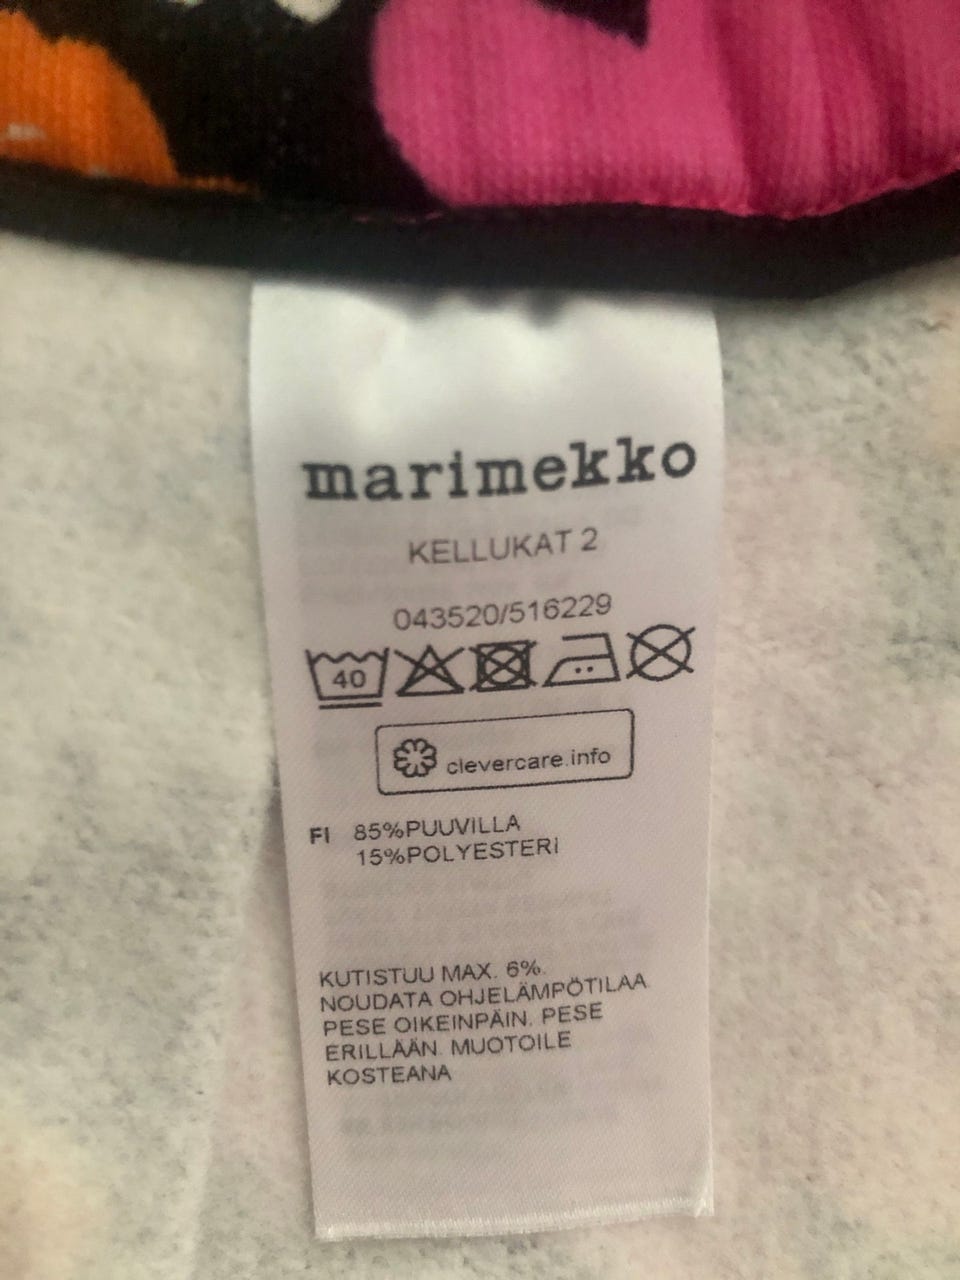 marimekko
KELLUKAT 2
043520/516229
40
clevercare.info
FI 85%PUUVILLA
15%POLYESTERI
KUTISTUU MAX. 6%.
NOUDATA OHJELÄMPÖTILAA
PESE OIKEINPÄIN. PESE
ERILLÄÄN. MUOTOILE
KOSTEANA